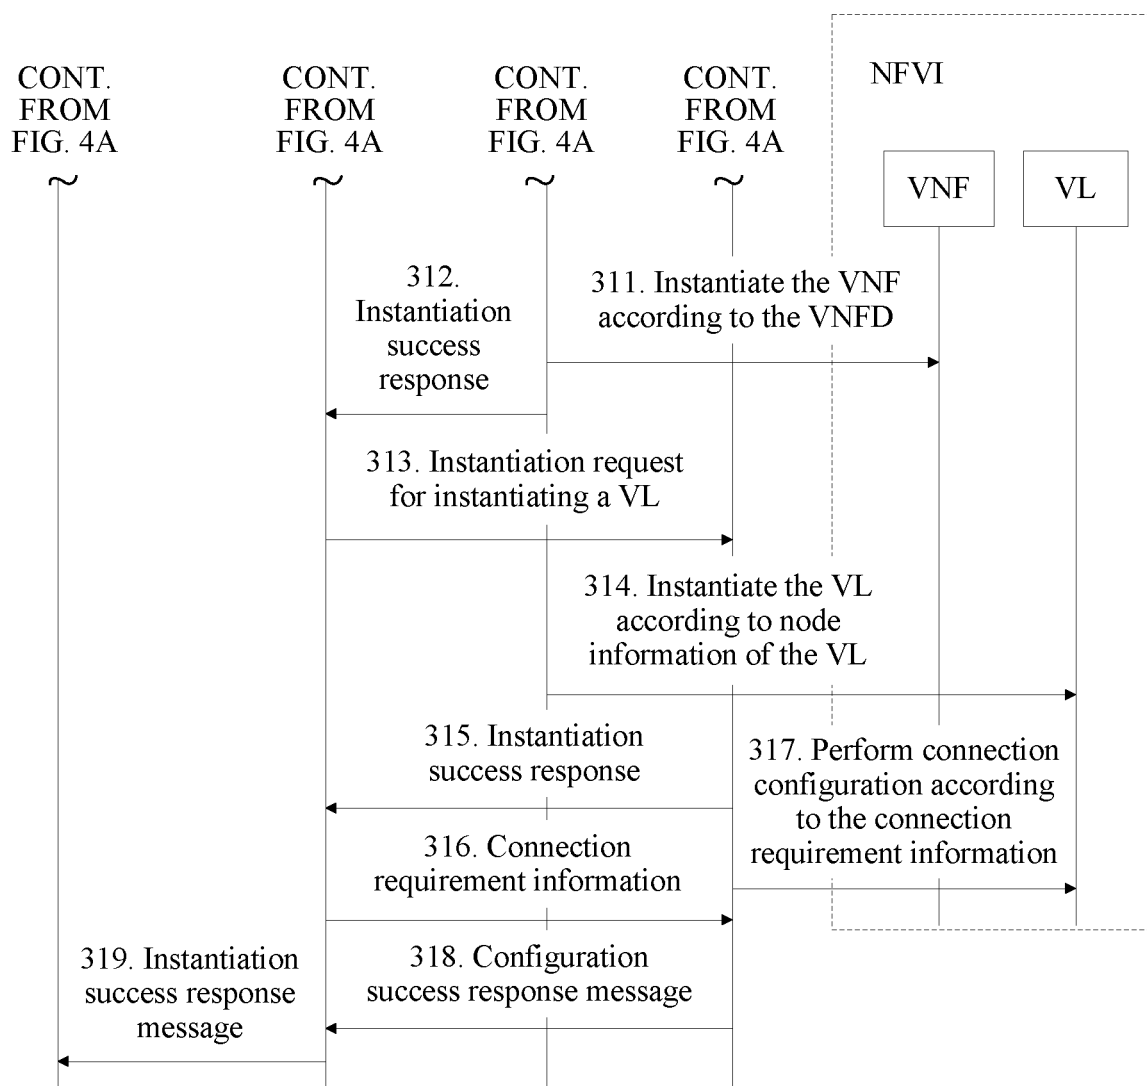 CONT.
FROM
FIG. 4A
CONT.
FROM
FIG. 4A
CONT.
FROM
FIG. 4A
CONT.
FROM
FIG. 4A
NFVI
VNF
VL
312.
Instantiation
success
response
311. Instantiate the VNF
according to the VNFD
313. Instantiation request
for instantiating a VL
314. Instantiate the VL
according to node
information of the VL
315. Instantiation
success response
317. Perform connection
configuration according
to the connection
requirement information
316. Connection
requirement information
318. Configuration
success response message
319. Instantiation
success response
message